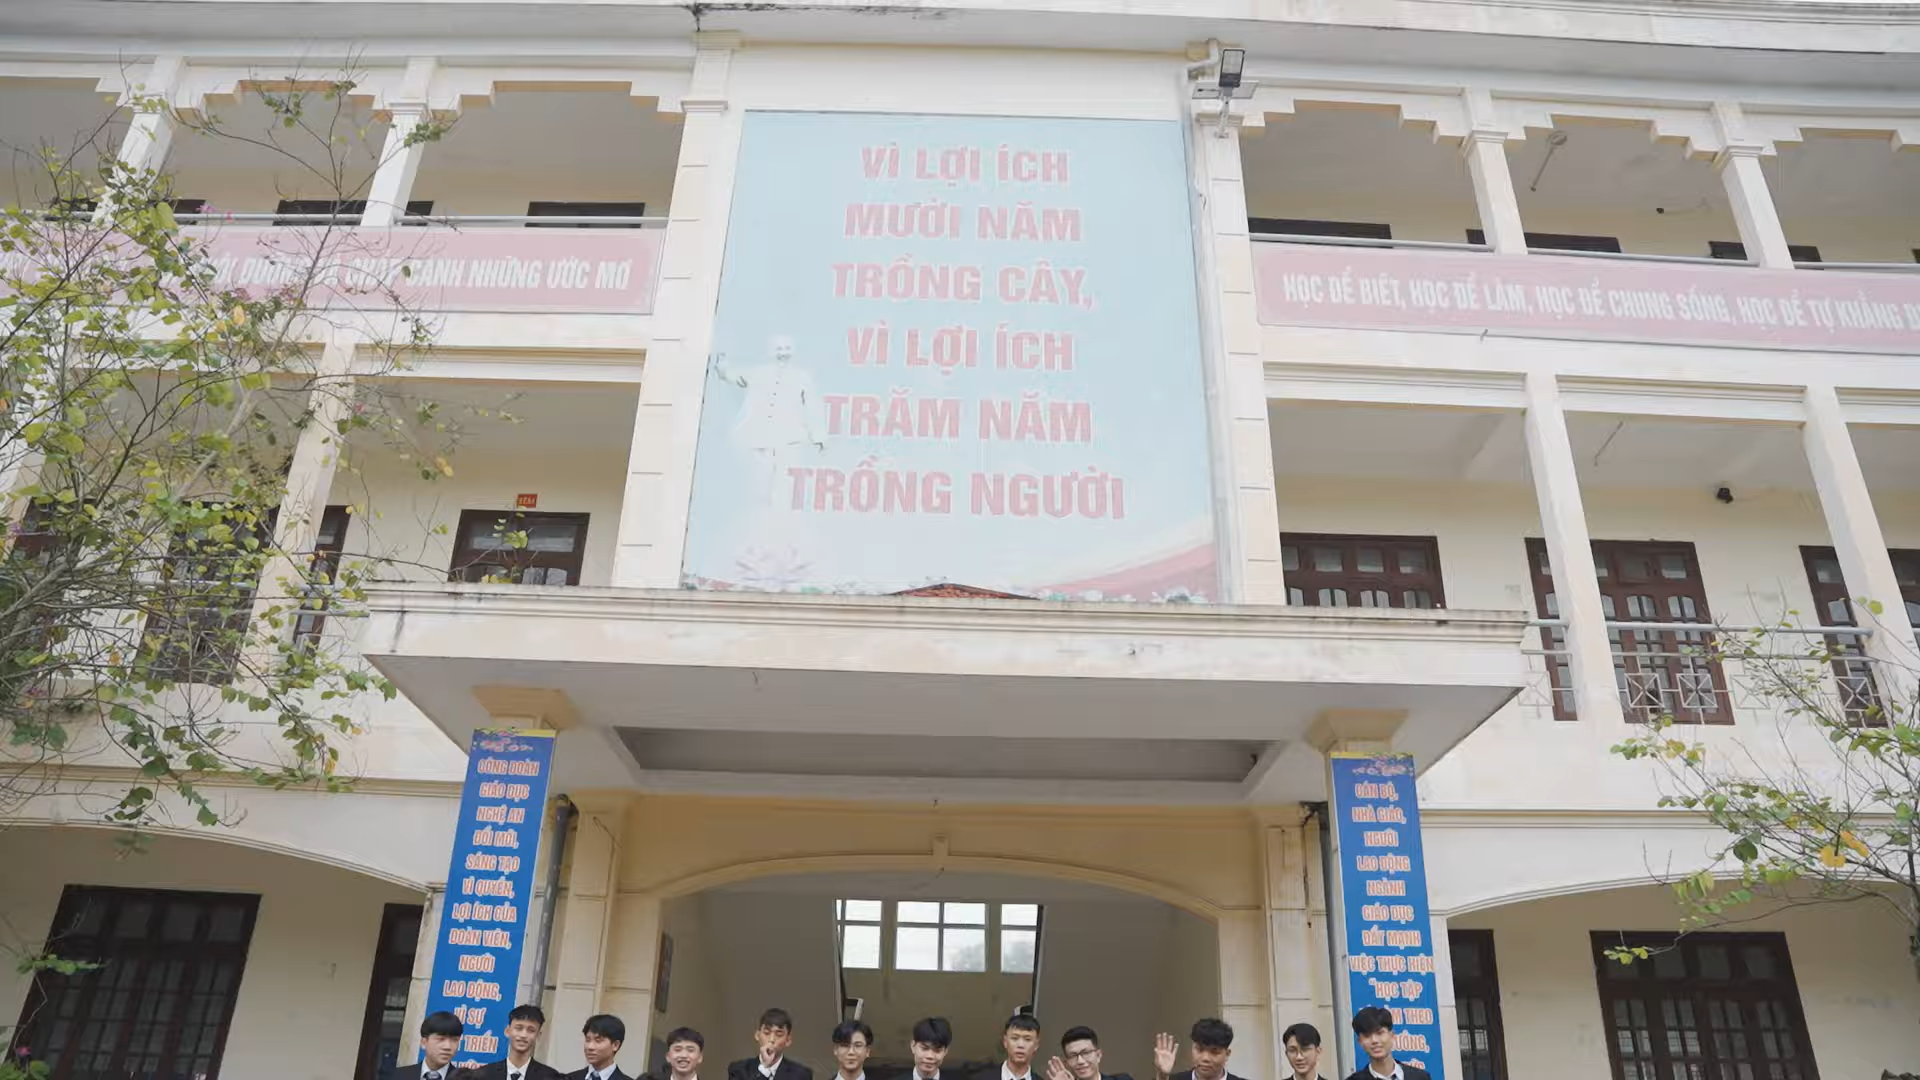 VÌ LỢI ÍCH
MƯỜI NĂM
TRỒNG CÂY,
VÌ LỢI ÍCH
TRĂM NĂM
TRỒNG NGƯỜI
CANH NHỮNG ƯỚC MƠ
HỌC ĐỂ BIẾT, HỌC ĐỂ LÀM, HỌC ĐỂ CHUNG SỐNG, HỌC ĐỂ TỰ KHẲNG
CÔNG ĐOÀN
GIÁO DỤC
NGHỆ AN
ĐỔI MỚI,
SÁNG TẠO
VÌ QUYỀN,
LỢI ÍCH CỦA
ĐOÀN VIÊN,
NGƯỜI
LAO ĐỘNG,
VÌ SỰ
TRIỂN
CÁN BỘ,
NHÀ GIÁO,
NGƯỜI
LAO ĐỘNG
NGÀNH
GIÁO DỤC
ĐẨY MẠNH
VIỆC THỰC HIỆN
"HỌC TẬP
THEO